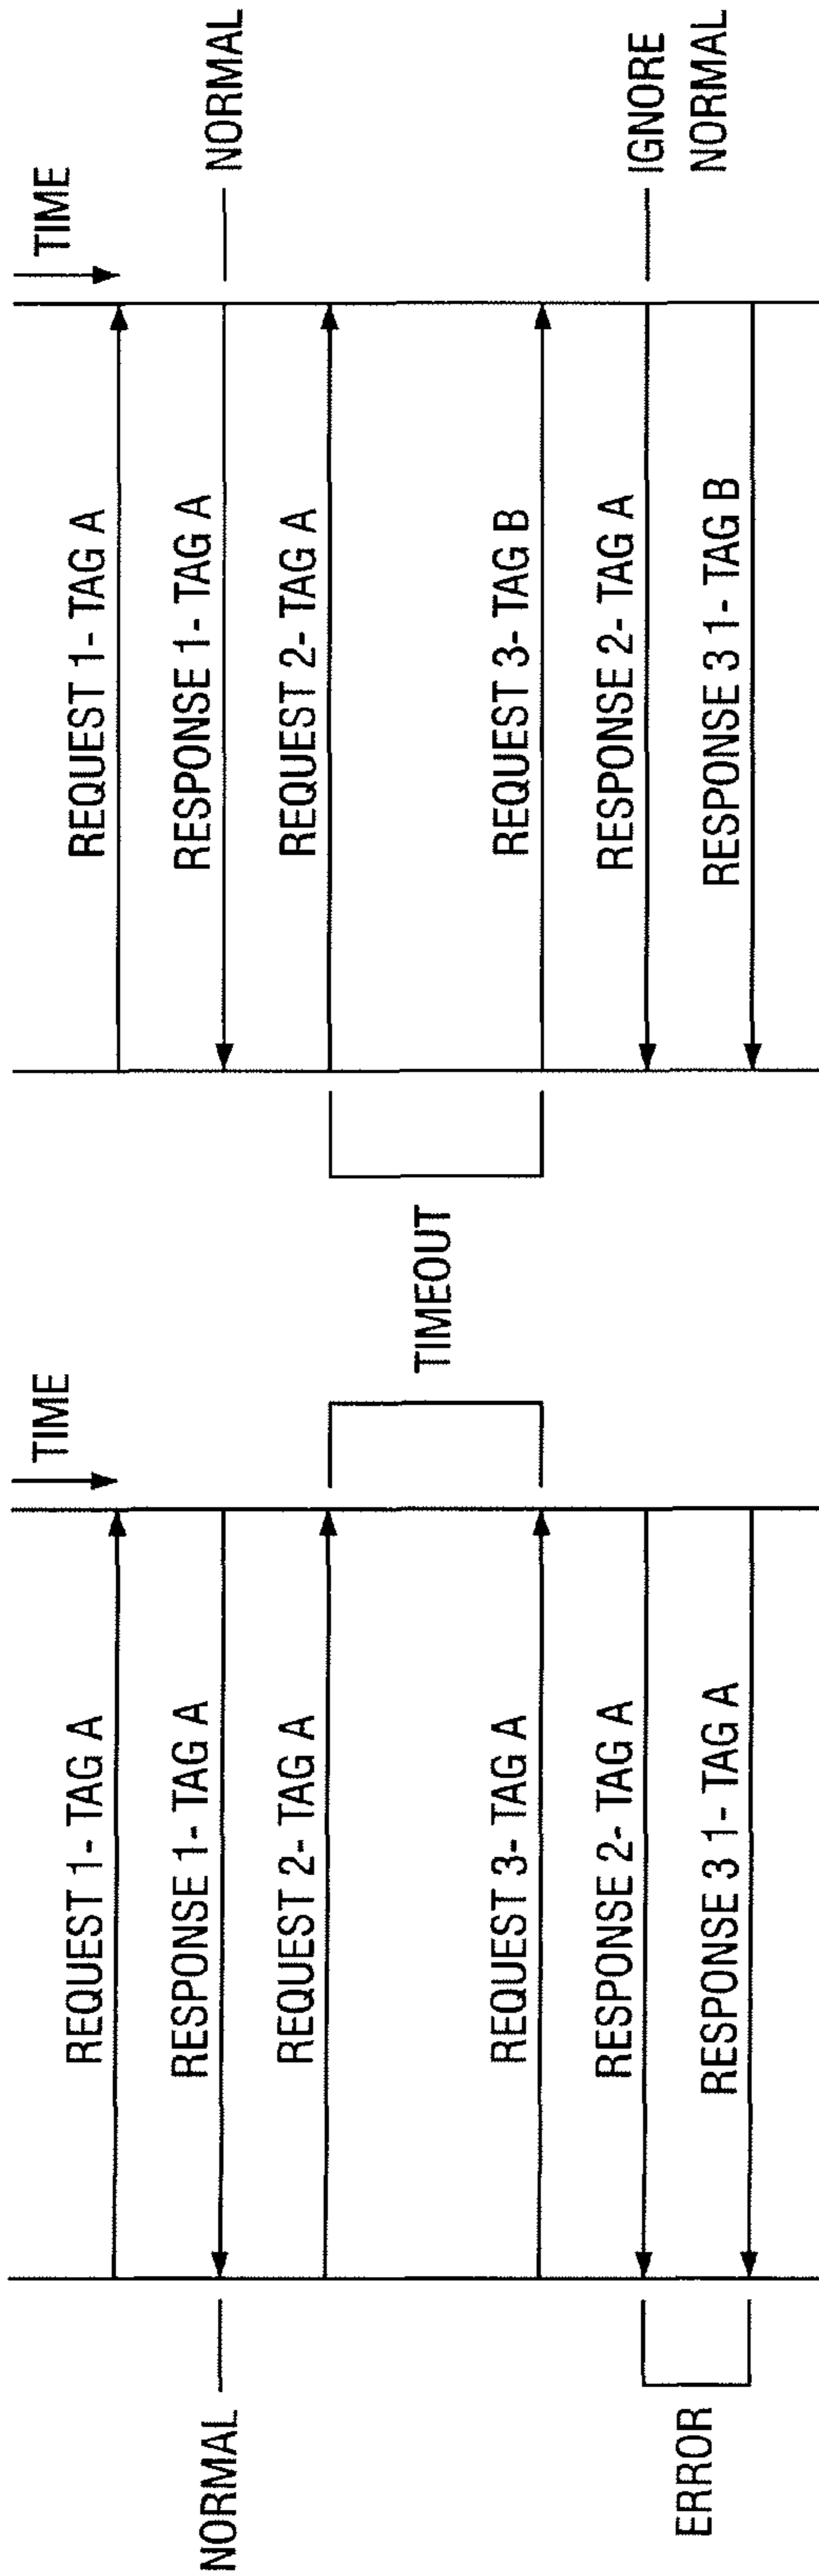 TIME
REQUEST 1- TAG A
NORMAL
RESPONSE 1- TAG A
REQUEST 2- TAG A
TIMEOUT
REQUEST 3- TAG A
RESPONSE 2- TAG A
ERROR
RESPONSE 3 1- TAG A
TIME
REQUEST 1- TAG A
RESPONSE 1- TAG A
NORMAL
REQUEST 2- TAG A
REQUEST 3- TAG B
RESPONSE 2- TAG A
IGNORE
RESPONSE 3 1- TAG B
NORMAL